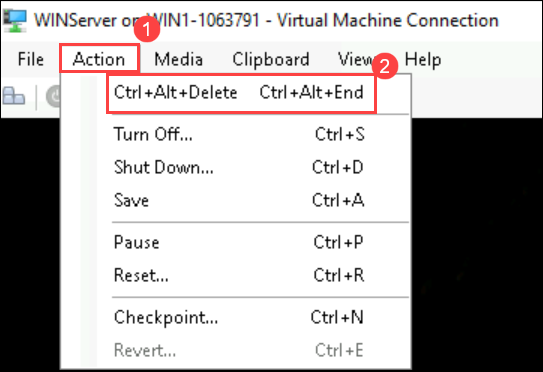 WINServer on WIN1-1063791 - Virtual Machine Connection
1
File Action Media Clipboard View Help
2
Ctrl+Alt+Delete Ctrl+Alt+End
Turn Off... Ctrl+S
Shut Down... Ctrl+D
Save Ctrl+A
Pause Ctrl+P
Reset... Ctrl+R
Checkpoint... Ctrl+N
Revert... Ctrl+E